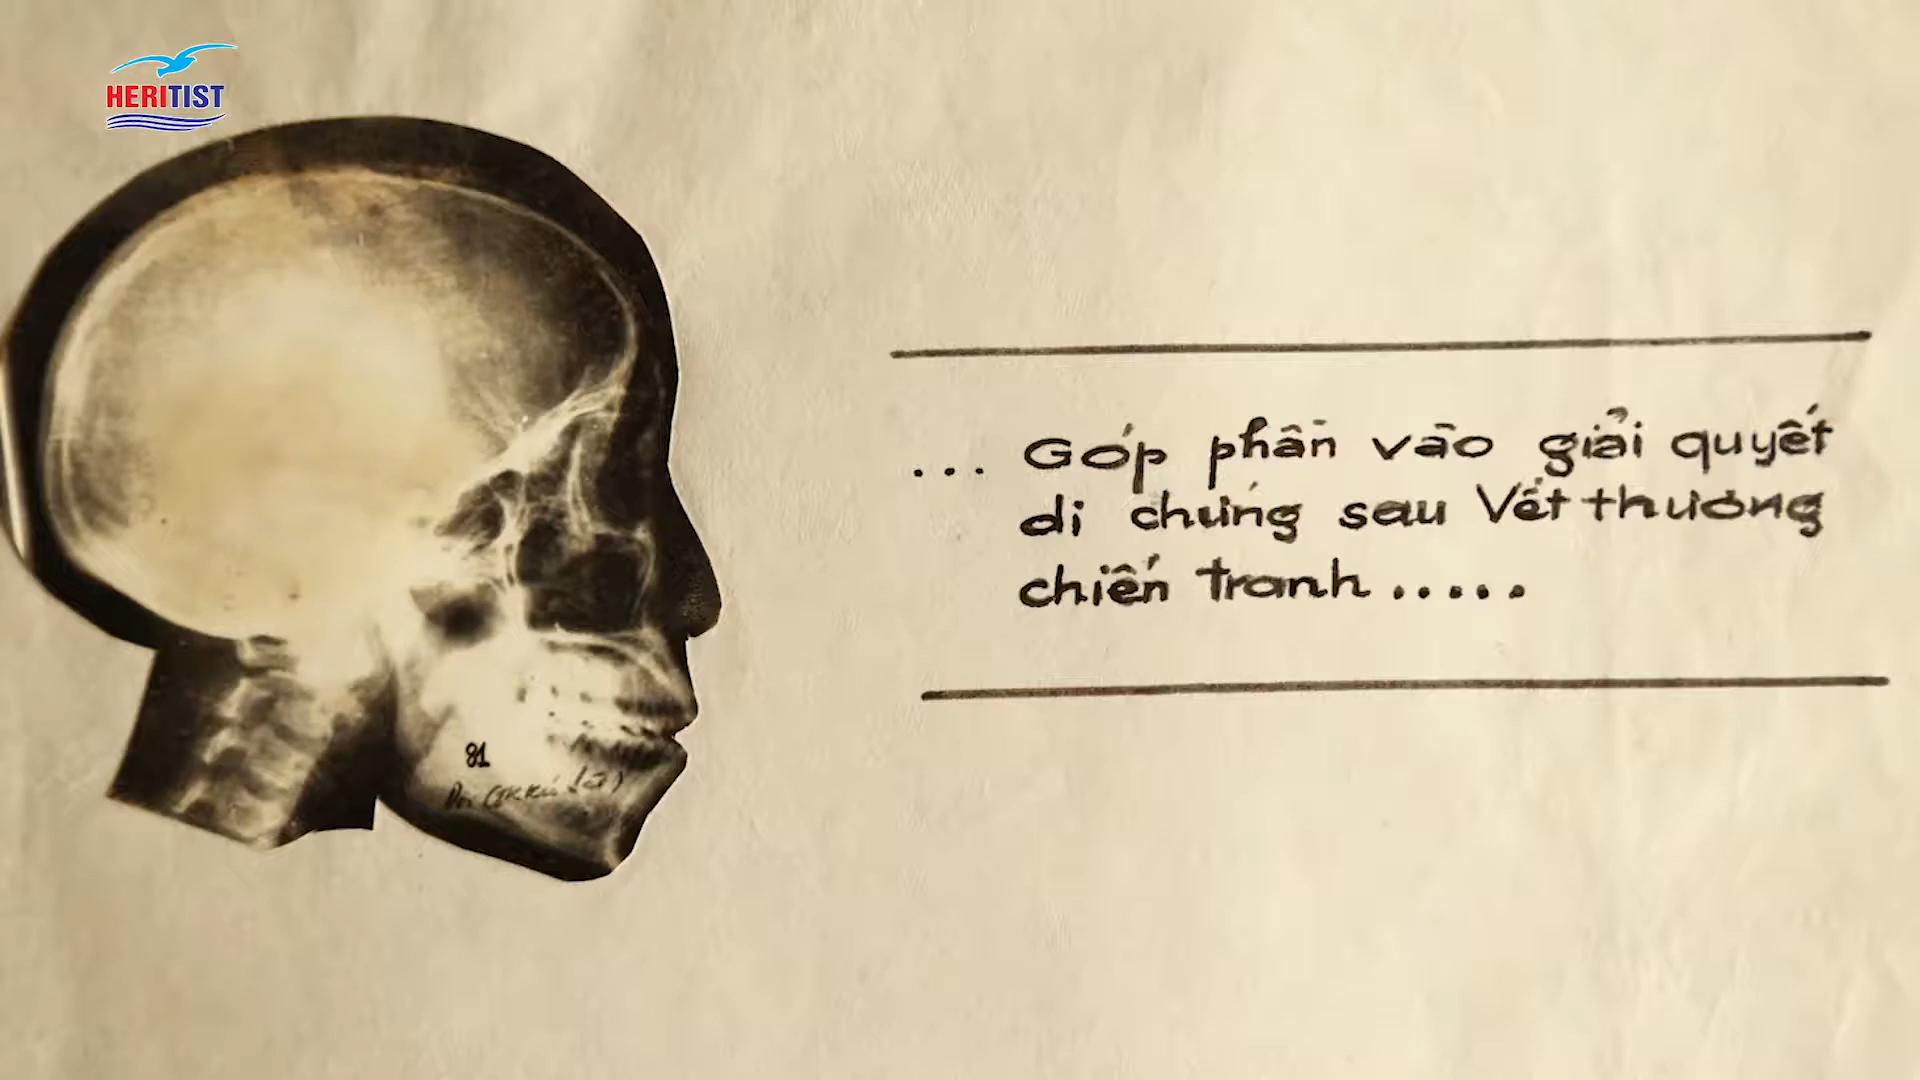 HERITIST
... Góp phần vào giải quyết
di chứng sau Vết thương
chiến tranh .....
81